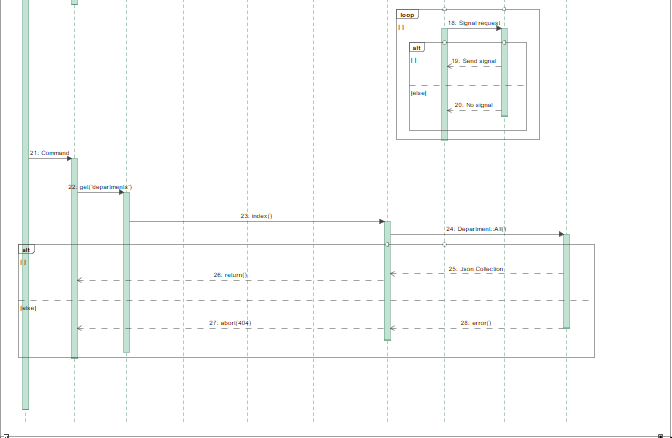 loop
18: Signal request
[ ]
alt
[ ]
19: Send signal
[else]
20: No signal
21: Command
22: get('departments')
23: index()
24: Department::All()
alt
[ ]
25: Json Collection
26: return()
[else]
27: abort(404)
28: error()